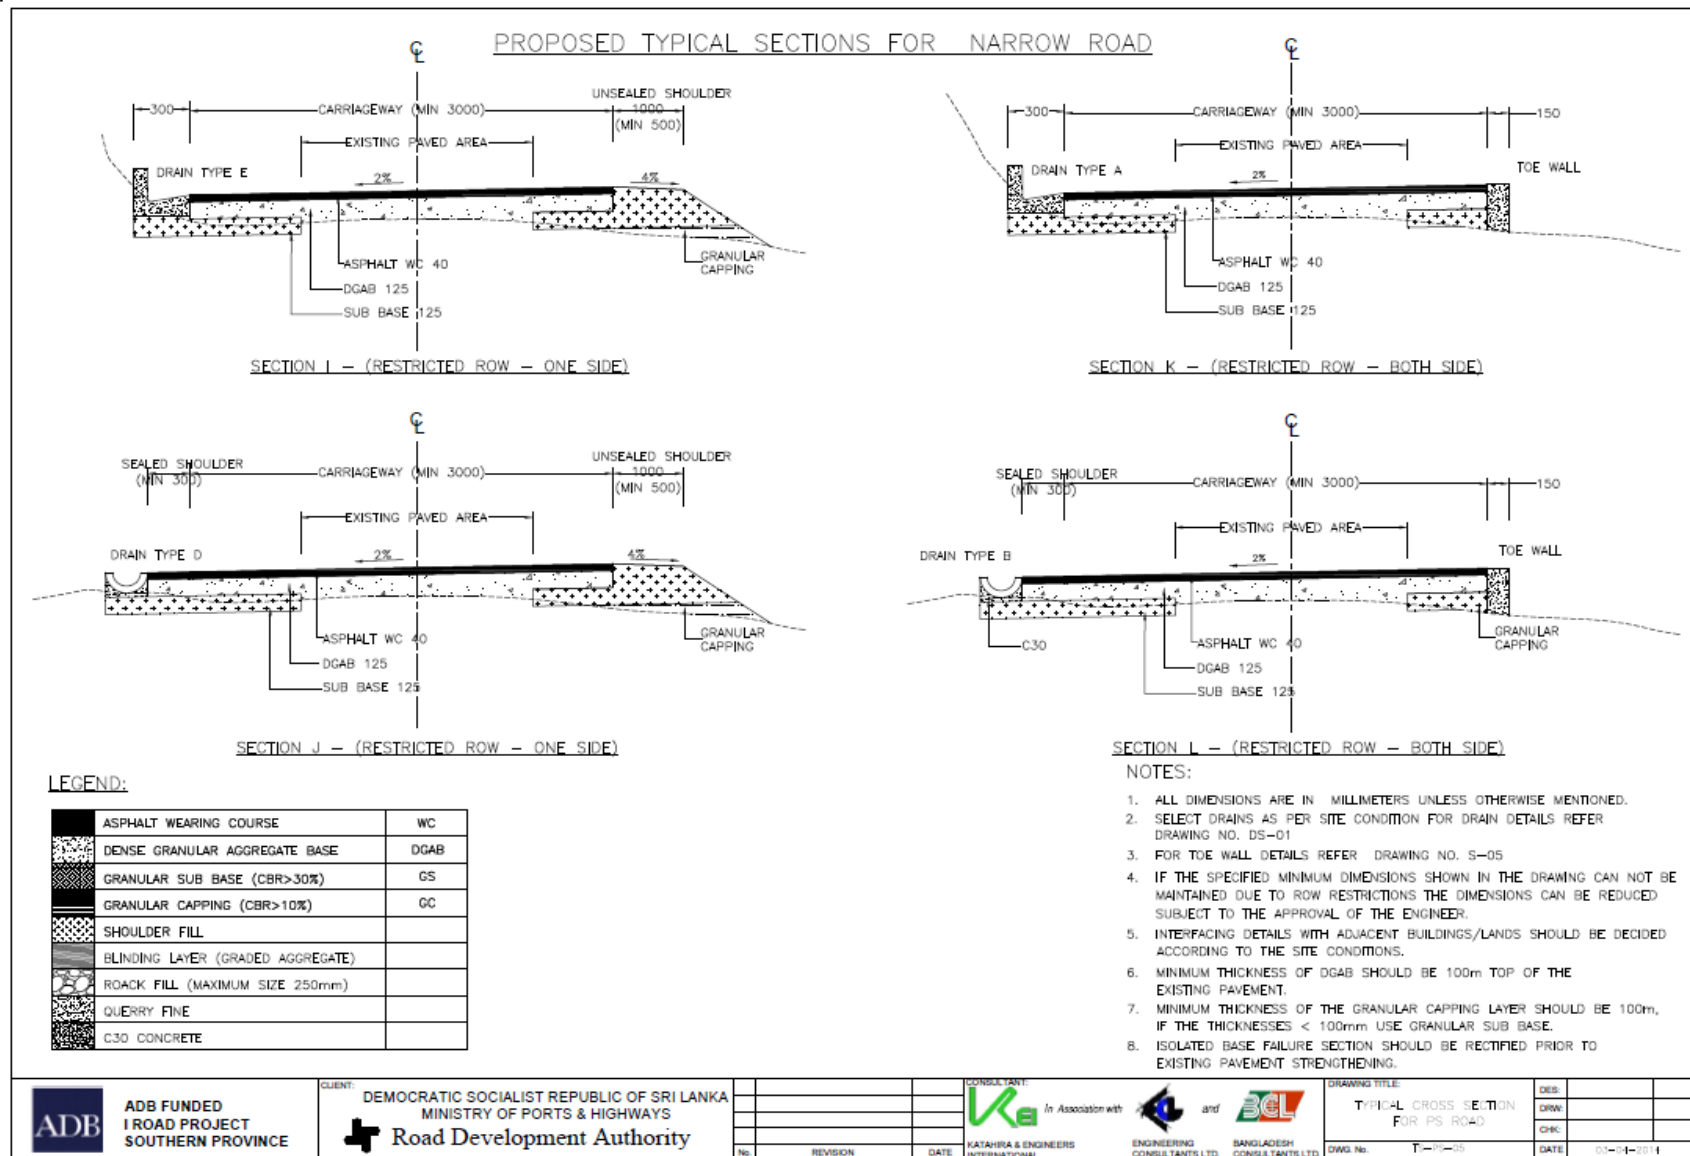 PROPOSED TYPICAL SECTIONS FOR NARROW ROAD
℄
300
CARRIAGEWAY (MIN 3000)
UNSEALED SHOULDER
1000
(MIN 500)
EXISTING PAVED AREA
DRAIN TYPE E
2%
4%
GRANULAR
CAPPING
ASPHALT WC 40
DGAB 125
SUB BASE 125
SECTION I – (RESTRICTED ROW – ONE SIDE)
℄
300
CARRIAGEWAY (MIN 3000)
150
EXISTING PAVED AREA
DRAIN TYPE A
TOE WALL
2%
ASPHALT WC 40
DGAB 125
SUB BASE 125
SECTION K – (RESTRICTED ROW – BOTH SIDE)
℄
SEALED SHOULDER
(MIN 300)
CARRIAGEWAY (MIN 3000)
UNSEALED SHOULDER
1000
(MIN 500)
EXISTING PAVED AREA
DRAIN TYPE D
2%
4%
GRANULAR
CAPPING
ASPHALT WC 40
DGAB 125
SUB BASE 125
SECTION J – (RESTRICTED ROW – ONE SIDE)
℄
SEALED SHOULDER
(MIN 300)
CARRIAGEWAY (MIN 3000)
150
EXISTING PAVED AREA
DRAIN TYPE B
TOE WALL
2%
GRANULAR
CAPPING
C30
ASPHALT WC 40
DGAB 125
SUB BASE 125
SECTION L – (RESTRICTED ROW – BOTH SIDE)
LEGEND:
ASPHALT WEARING COURSE WC
DENSE GRANULAR AGGREGATE BASE DGAB
GRANULAR SUB BASE (CBR>30%) GS
GRANULAR CAPPING (CBR>10%) GC
SHOULDER FILL
BLINDING LAYER (GRADED AGGREGATE)
ROACK FILL (MAXIMUM SIZE 250mm)
QUERRY FINE
C30 CONCRETE
NOTES:
1. ALL DIMENSIONS ARE IN MILLIMETERS UNLESS OTHERWISE MENTIONED.
2. SELECT DRAINS AS PER SITE CONDITION FOR DRAIN DETAILS REFER
DRAWING NO. DS–01
3. FOR TOE WALL DETAILS REFER DRAWING NO. S–05
4. IF THE SPECIFIED MINIMUM DIMENSIONS SHOWN IN THE DRAWING CAN NOT BE
MAINTAINED DUE TO ROW RESTRICTIONS THE DIMENSIONS CAN BE REDUCED
SUBJECT TO THE APPROVAL OF THE ENGINEER.
5. INTERFACING DETAILS WITH ADJACENT BUILDINGS/LANDS SHOULD BE DECIDED
ACCORDING TO THE SITE CONDITIONS.
6. MINIMUM THICKNESS OF DGAB SHOULD BE 100m TOP OF THE
EXISTING PAVEMENT.
7. MINIMUM THICKNESS OF THE GRANULAR CAPPING LAYER SHOULD BE 100m,
IF THE THICKNESSES < 100mm USE GRANULAR SUB BASE.
8. ISOLATED BASE FAILURE SECTION SHOULD BE RECTIFIED PRIOR TO
EXISTING PAVEMENT STRENGTHENING.
ADB
ADB FUNDED
I ROAD PROJECT
SOUTHERN PROVINCE
CLIENT:
DEMOCRATIC SOCIALIST REPUBLIC OF SRI LANKA
MINISTRY OF PORTS & HIGHWAYS
Road Development Authority
No. REVISION DATE
CONSULTANT:
KEI In Association with and BCL
KATAHIRA & ENGINEERS
INTERNATIONAL
ENGINEERING
CONSULTANTS LTD.
BANGLADESH
CONSULTANTS LTD.
DRAWING TITLE:
TYPICAL CROSS SECTION
FOR PS ROAD
DWG. No. TC–PS–05
DES:
DRW:
CHK:
DATE 03–04–2014